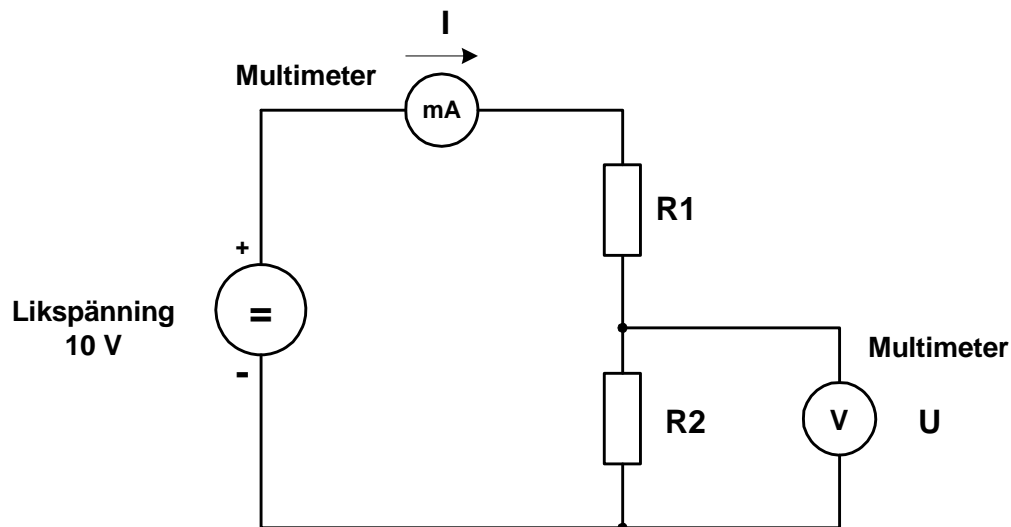 I
Multimeter
mA
R1
+
Likspänning
10 V
=
-
Multimeter
R2
V
U